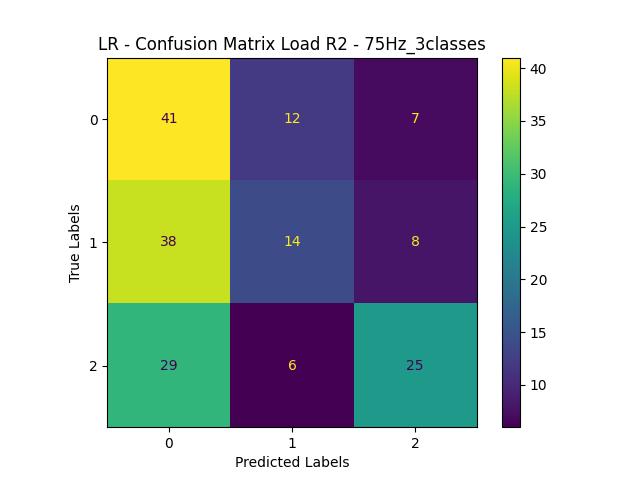 LR - Confusion Matrix Load R2 - 75Hz_3classes
True Labels
0
1
2
41 12 7
38 14 8
29 6 25
0 1 2
Predicted Labels
40
35
30
25
20
15
10